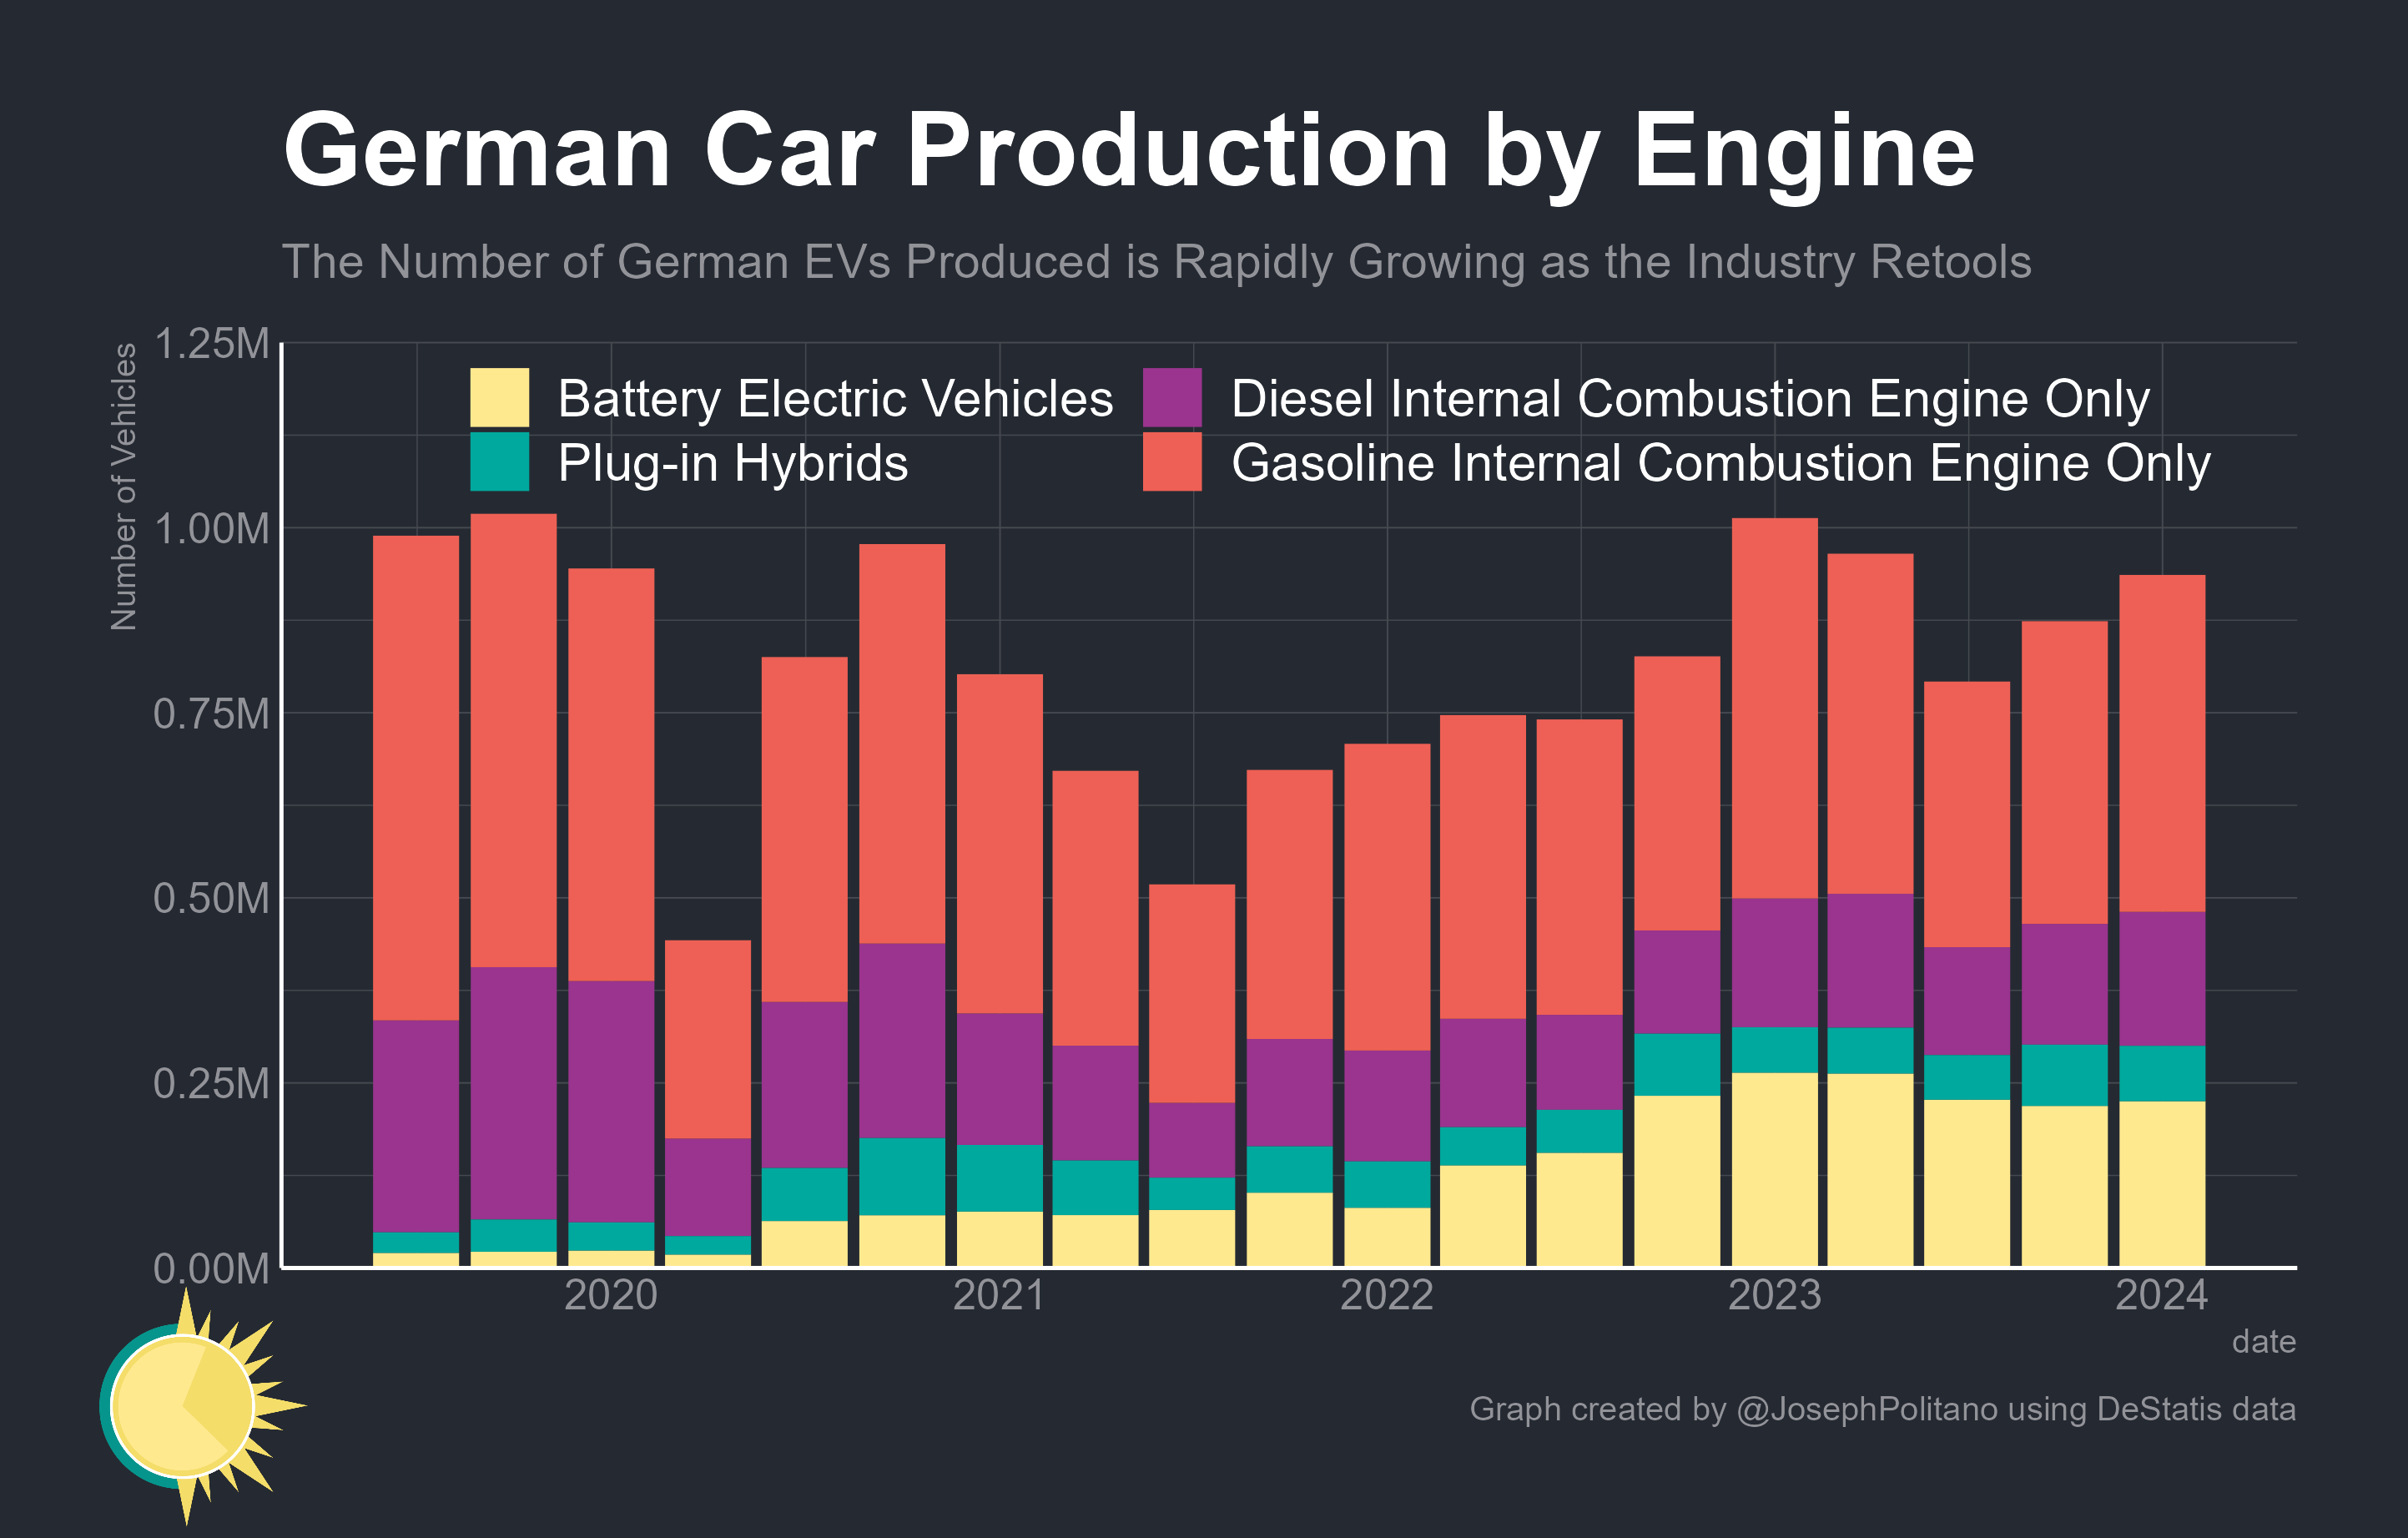 German Car Production by Engine
The Number of German EVs Produced is Rapidly Growing as the Industry Retools
Number of Vehicles
1.25M
1.00M
0.75M
0.50M
0.25M
0.00M
Battery Electric Vehicles
Plug-in Hybrids
Diesel Internal Combustion Engine Only
Gasoline Internal Combustion Engine Only
2020 2021 2022 2023 2024
date
Graph created by @JosephPolitano using DeStatis data